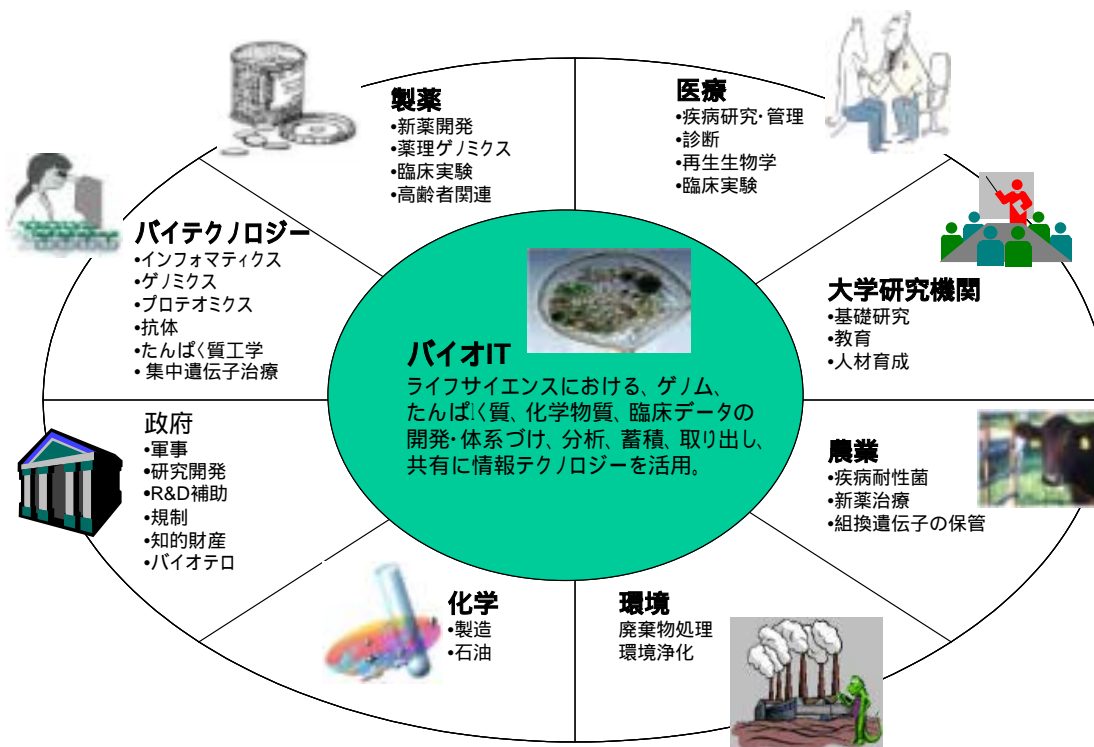 製薬
•新薬開発
•薬理ゲノミクス
•臨床実験
•高齢者関連
医療
•疾病研究・管理
•診断
•再生生物学
•臨床実験
バイテクノロジー
•インフォマティクス
•ゲノミクス
•プロテオミクス
•抗体
•たんぱく質工学
• 集中遺伝子治療
大学研究機関
•基礎研究
•教育
•人材育成
バイオIT
ライフサイエンスにおける、ゲノム、
たんぱく質、化学物質、臨床データの
開発・体系づけ、分析、蓄積、取り出し、
共有に情報テクノロジーを活用。
政府
•軍事
•研究開発
•R&D補助
•規制
•知的財産
•バイオテロ
農業
•疾病耐性菌
•新薬治療
•組換遺伝子の保管
化学
•製造
•石油
環境
廃棄物処理
環境浄化